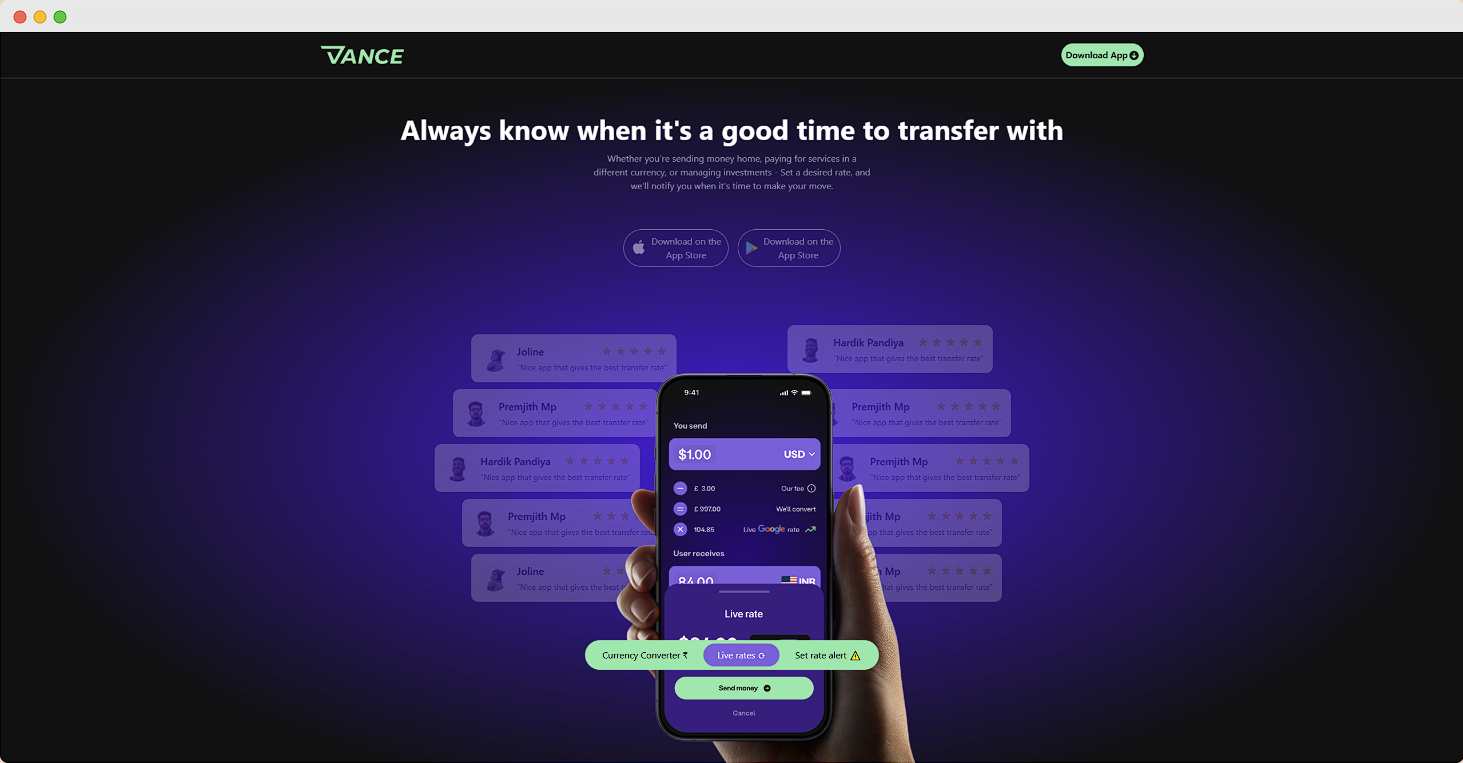 VANCE
Download App
Always know when it's a good time to transfer with
Whether you're sending money home, paying for services in a
different currency, or managing investments - Set a desired rate, and
we'll notify you when it's time to make your move.
Download on the
App Store
Download on the
App Store
Joline
"Nice app that gives the best transfer rate"
Hardik Pandiya
"Nice app that gives the best transfer rate"
Premjith Mp
"Nice app that gives the best transfer rate"
Premjith Mp
"Nice app that gives the best transfer rate"
Hardik Pandiya
"Nice app that gives the best transfer rate"
Premjith Mp
"Nice app that gives the best transfer rate"
Premjith Mp
"Nice app that gives the best transfer rate"
Mp
"Nice app that gives the best transfer rate"
Joline
"Nice app that gives the best
Mp
gives the best transfer rate"
9:41
You send
$1.00 USD
£ 3.00 Our fee
£ 997.00 We'll convert
104.85 Live Google rate
User receives
84.00 INR
Live rate
Currency Converter ₹
Live rates
Set rate alert
Send money
Cancel